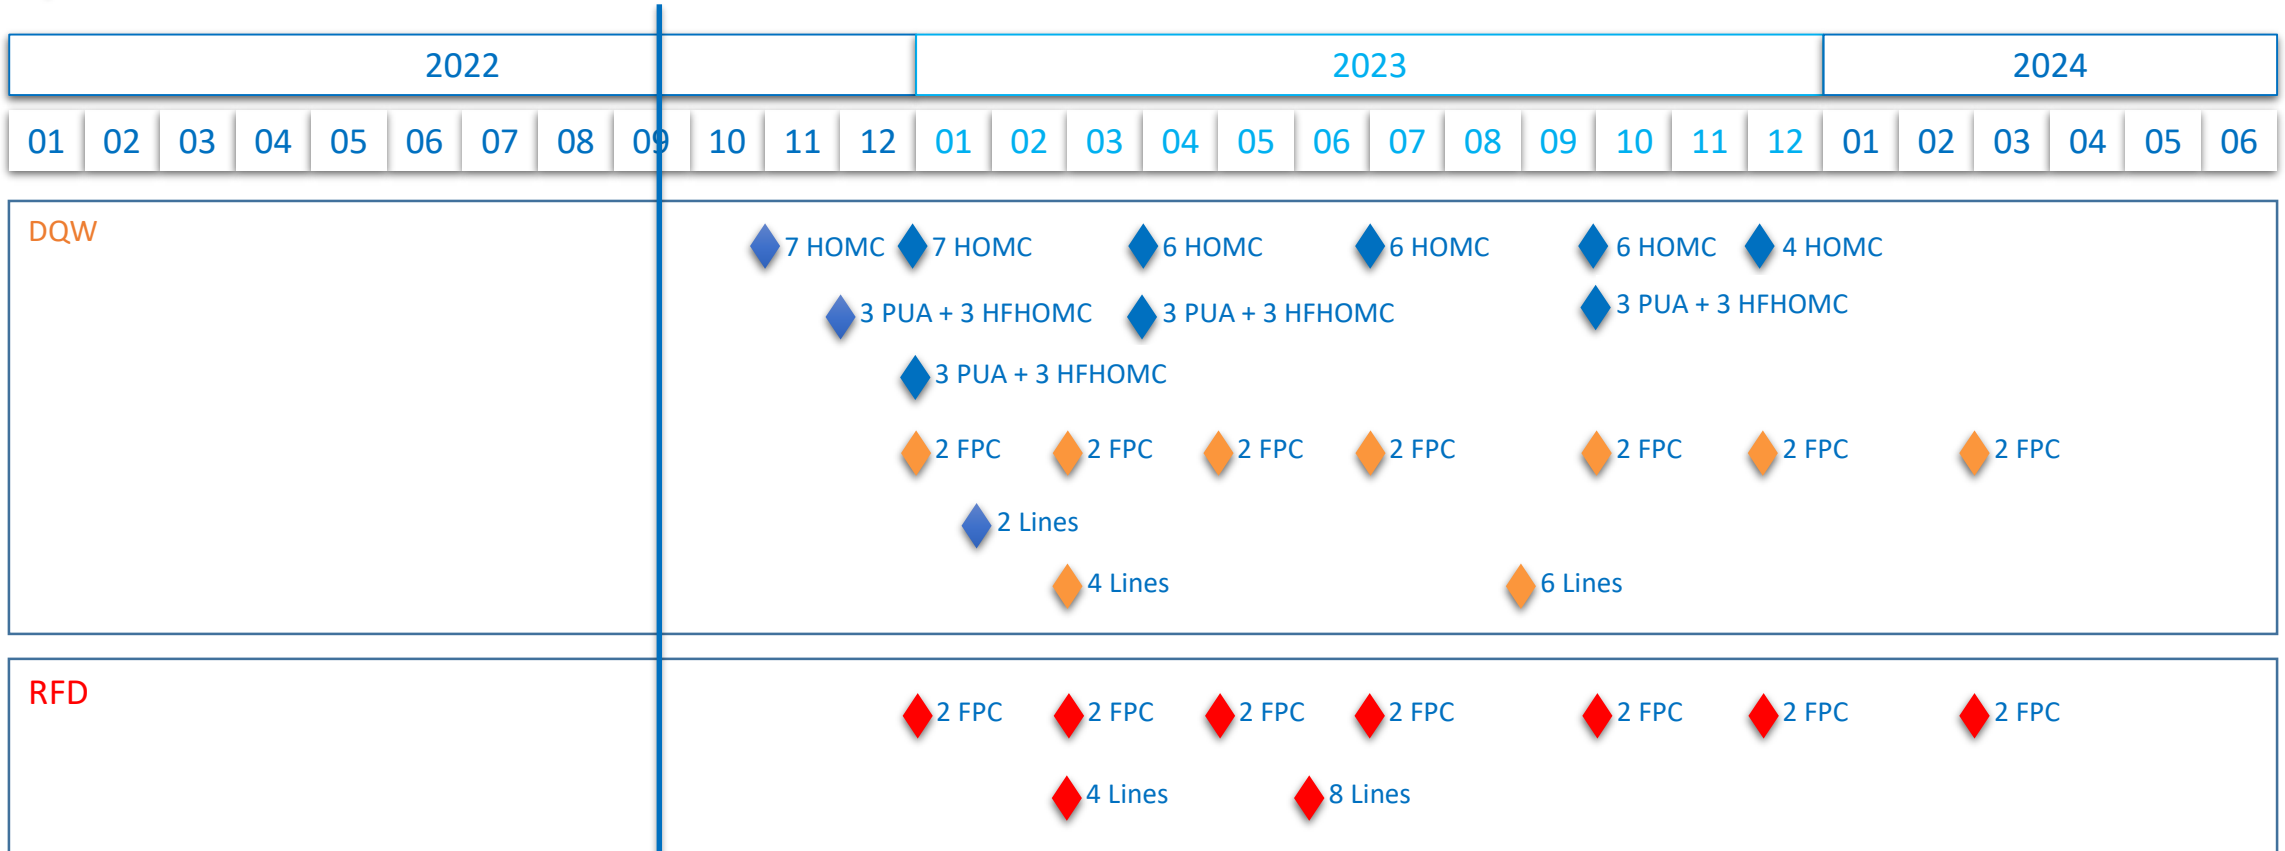 2022 2023 2024
01 02 03 04 05 06 07 08 09 10 11 12 01 02 03 04 05 06 07 08 09 10 11 12 01 02 03 04 05 06
DQW
7 HOMC 7 HOMC 6 HOMC 6 HOMC 6 HOMC 4 HOMC
3 PUA + 3 HFHOMC 3 PUA + 3 HFHOMC 3 PUA + 3 HFHOMC
3 PUA + 3 HFHOMC
2 FPC 2 FPC 2 FPC 2 FPC 2 FPC 2 FPC 2 FPC
2 Lines
4 Lines 6 Lines
RFD
2 FPC 2 FPC 2 FPC 2 FPC 2 FPC 2 FPC 2 FPC
4 Lines 8 Lines